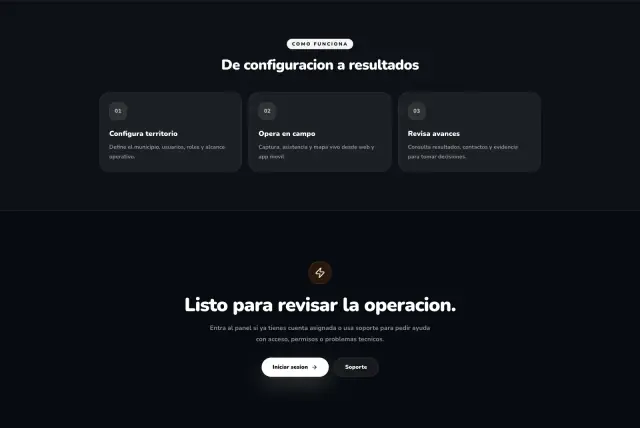 COMO FUNCIONA
De configuracion a resultados
01
Configura territorio
Define el municipio, usuarios, roles y alcance
operativo.
02
Opera en campo
Captura, asistencia y mapa vivo desde web y
app movil.
03
Revisa avances
Consulta resultados, contactos y evidencia
para tomar decisiones.
Listo para revisar la operacion.
Entra al panel si ya tienes cuenta asignada o usa soporte para pedir ayuda
con acceso, permisos o problemas tecnicos.
Iniciar sesion →
Soporte